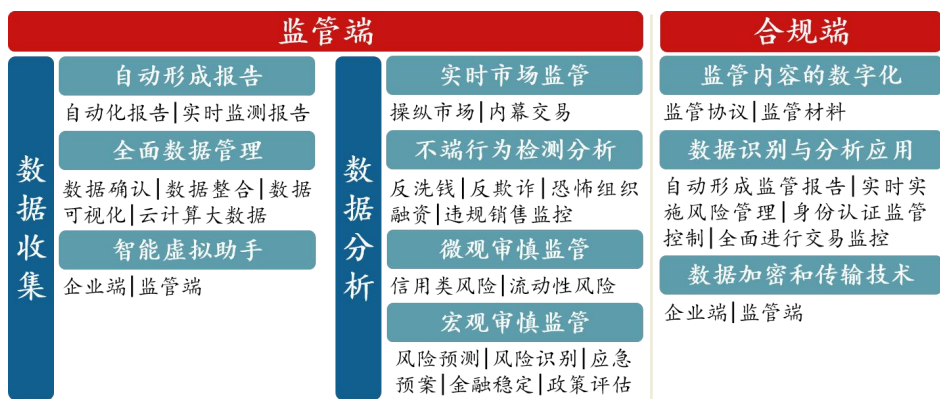 监管端
数据收集
自动形成报告
自动化报告|实时监测报告
全面数据管理
数据确认|数据整合|数据
可视化|云计算大数据
智能虚拟助手
企业端|监管端
数据分析
实时市场监管
操纵市场|内幕交易
不端行为检测分析
反洗钱|反欺诈|恐怖组织
融资|违规销售监控
微观审慎监管
信用类风险|流动性风险
宏观审慎监管
风险预测|风险识别|应急
预案|金融稳定|政策评估
合规端
监管内容的数字化
监管协议|监管材料
数据识别与分析应用
自动形成监管报告|实时实
施风险管理|身份认证监管
控制|全面进行交易监控
数据加密和传输技术
企业端|监管端